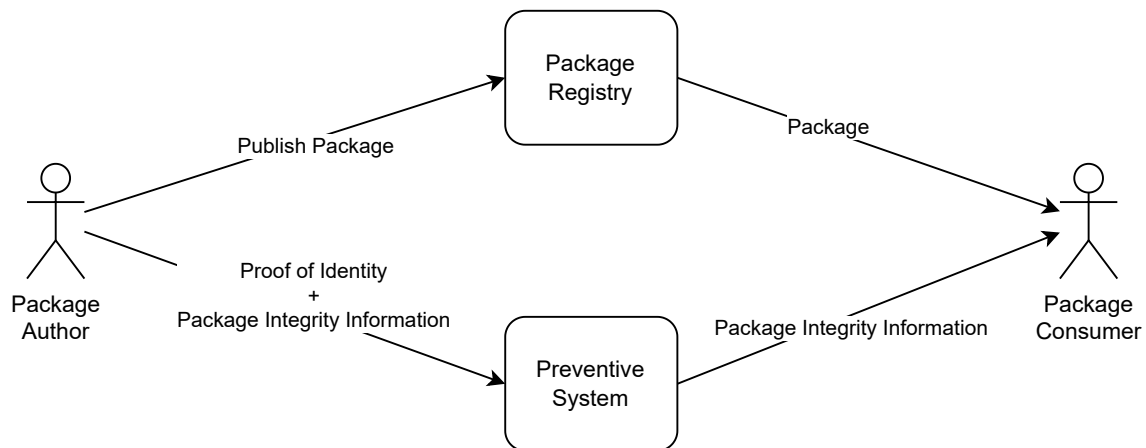 Package
Registry
Publish Package
Package
Package
Author
Proof of Identity
+
Package Integrity Information
Package Integrity Information
Package
Consumer
Preventive
System